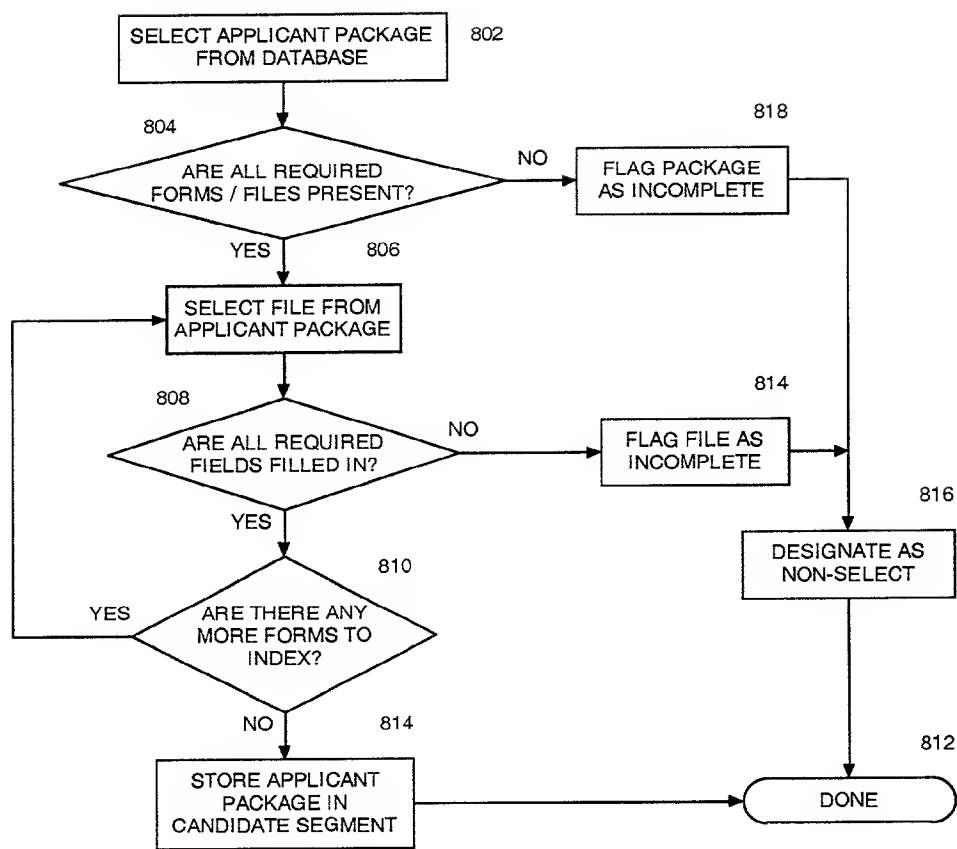 SELECT APPLICANT PACKAGE
FROM DATABASE
802
804
ARE ALL REQUIRED
FORMS / FILES PRESENT?
NO
818
FLAG PACKAGE
AS INCOMPLETE
YES
806
SELECT FILE FROM
APPLICANT PACKAGE
808
ARE ALL REQUIRED
FIELDS FILLED IN?
NO
814
FLAG FILE AS
INCOMPLETE
816
DESIGNATE AS
NON-SELECT
YES
810
ARE THERE ANY
MORE FORMS TO
INDEX?
YES
NO
814
STORE APPLICANT
PACKAGE IN
CANDIDATE SEGMENT
812
DONE